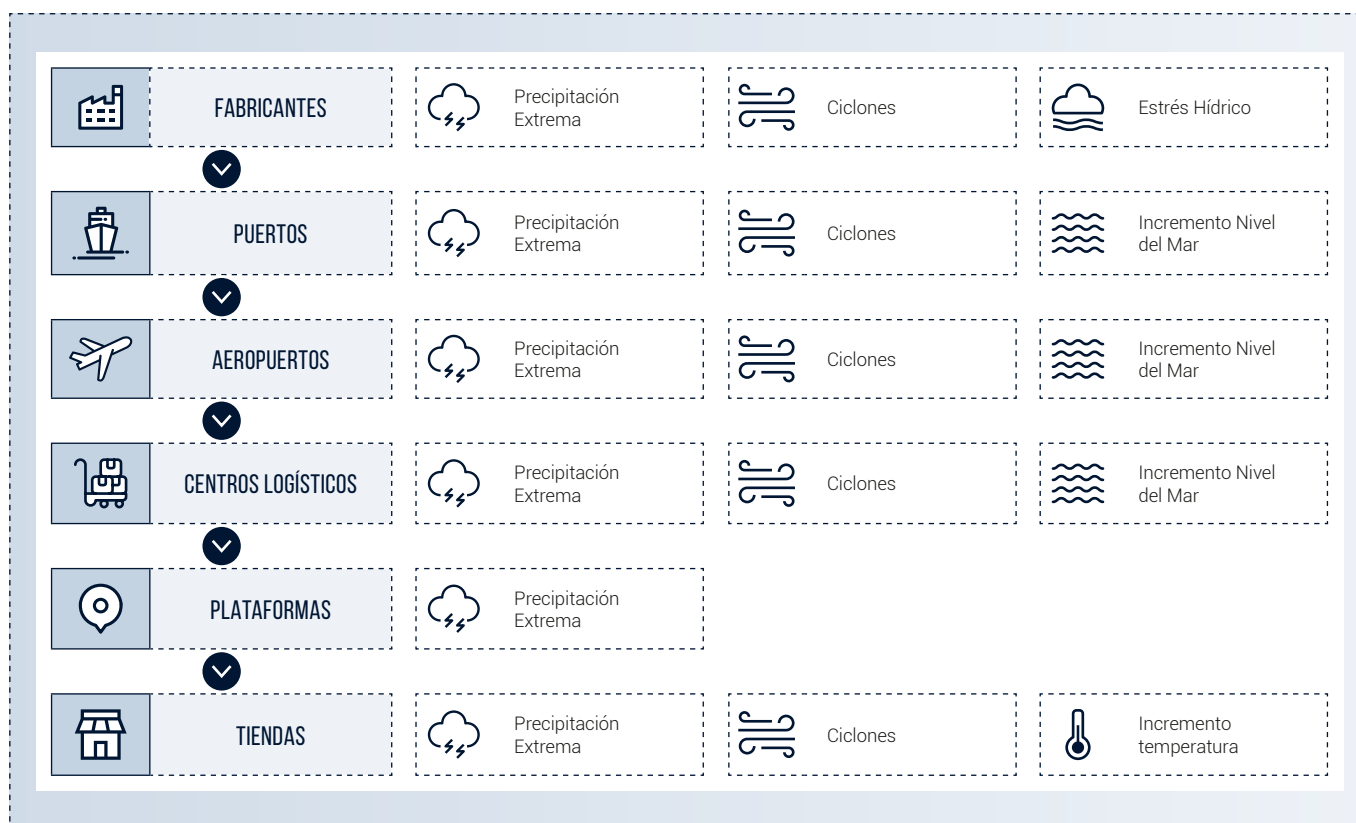 FABRICANTES
Precipitación
Extrema
Ciclones
Estrés Hídrico
PUERTOS
Precipitación
Extrema
Ciclones
Incremento Nivel
del Mar
AEROPUERTOS
Precipitación
Extrema
Ciclones
Incremento Nivel
del Mar
CENTROS LOGÍSTICOS
Precipitación
Extrema
Ciclones
Incremento Nivel
del Mar
PLATAFORMAS
Precipitación
Extrema
TIENDAS
Precipitación
Extrema
Ciclones
Incremento
temperatura